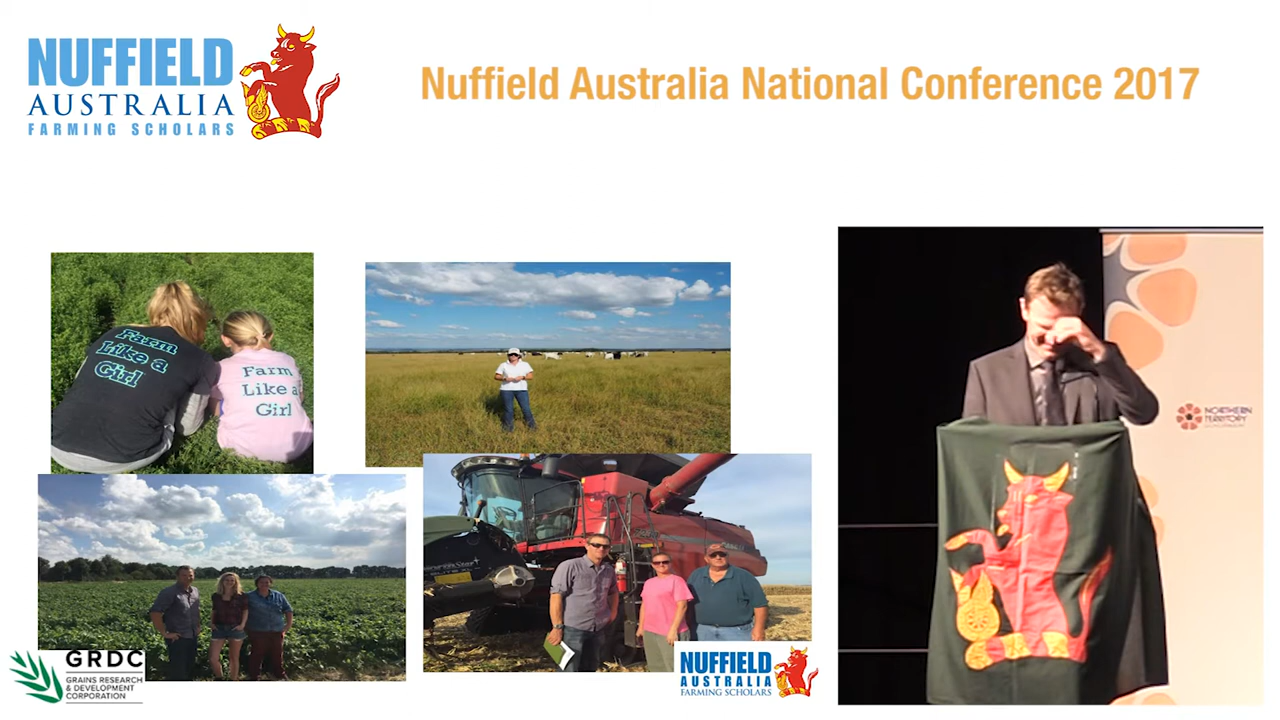 NUFFIELD
AUSTRALIA
FARMING SCHOLARS
Nuffield Australia National Conference 2017
Farm
Like a
Girl
Farm
Like a
Girl
NORTHERN
TERRITORY
GRDC
GRAINS RESEARCH
& DEVELOPMENT
CORPORATION
NUFFIELD
AUSTRALIA
FARMING SCHOLARS